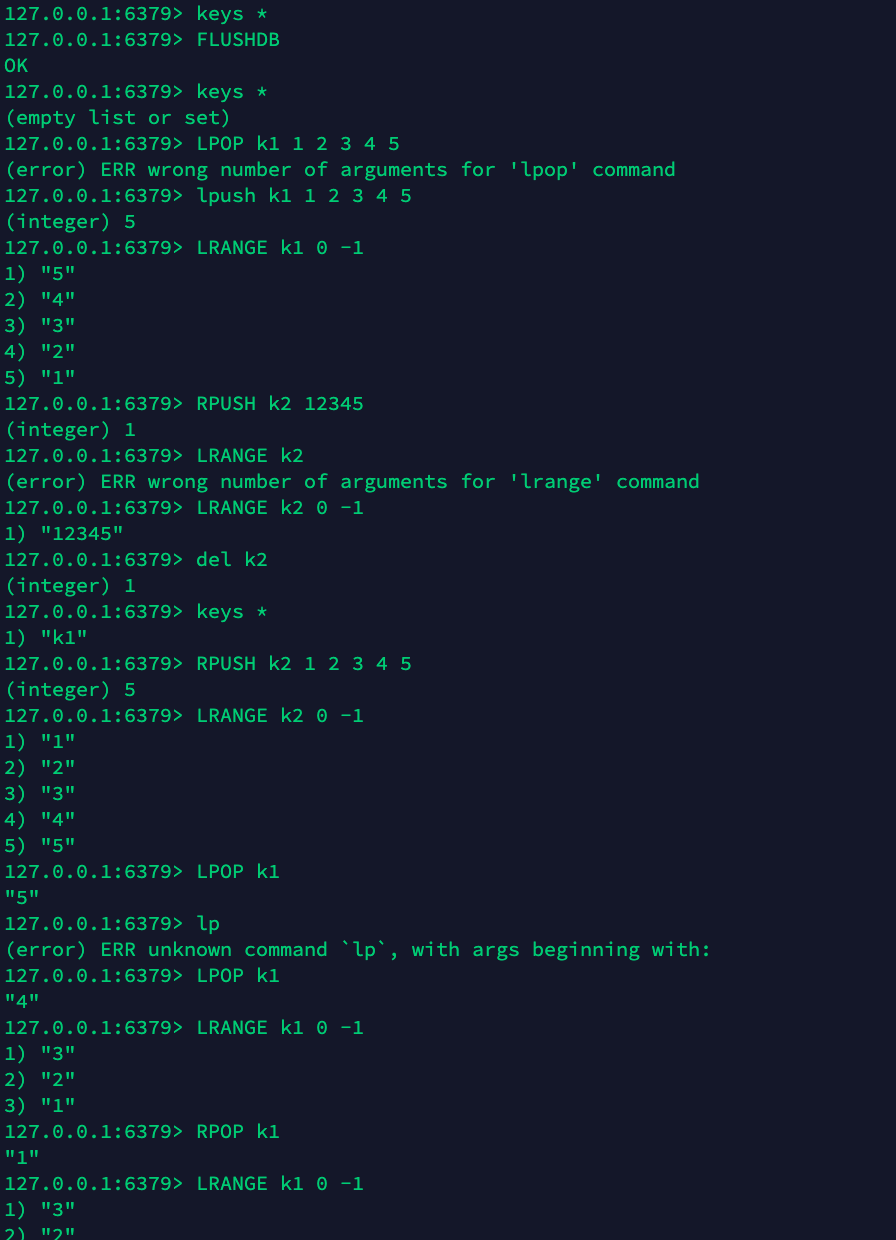 127.0.0.1:6379> keys *
127.0.0.1:6379> FLUSHDB
OK
127.0.0.1:6379> keys *
(empty list or set)
127.0.0.1:6379> LPOP k1 1 2 3 4 5
(error) ERR wrong number of arguments for 'lpop' command
127.0.0.1:6379> lpush k1 1 2 3 4 5
(integer) 5
127.0.0.1:6379> LRANGE k1 0 -1
1) "5"
2) "4"
3) "3"
4) "2"
5) "1"
127.0.0.1:6379> RPUSH k2 12345
(integer) 1
127.0.0.1:6379> LRANGE k2
(error) ERR wrong number of arguments for 'lrange' command
127.0.0.1:6379> LRANGE k2 0 -1
1) "12345"
127.0.0.1:6379> del k2
(integer) 1
127.0.0.1:6379> keys *
1) "k1"
127.0.0.1:6379> RPUSH k2 1 2 3 4 5
(integer) 5
127.0.0.1:6379> LRANGE k2 0 -1
1) "1"
2) "2"
3) "3"
4) "4"
5) "5"
127.0.0.1:6379> LPOP k1
"5"
127.0.0.1:6379> lp
(error) ERR unknown command `lp`, with args beginning with:
127.0.0.1:6379> LPOP k1
"4"
127.0.0.1:6379> LRANGE k1 0 -1
1) "3"
2) "2"
3) "1"
127.0.0.1:6379> RPOP k1
"1"
127.0.0.1:6379> LRANGE k1 0 -1
1) "3"
2) "2"